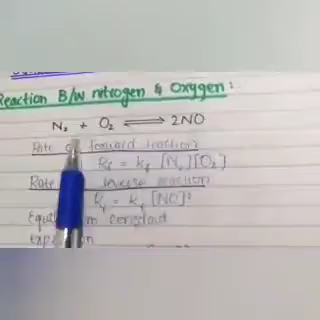 Reaction B/W nitrogen & Oxygen:
N₂ + O₂ ⇌ 2NO
Rate of forward reaction
Rf = kf [N₂][O₂]
Rate reverse reaction
= kr [NO]²
constant